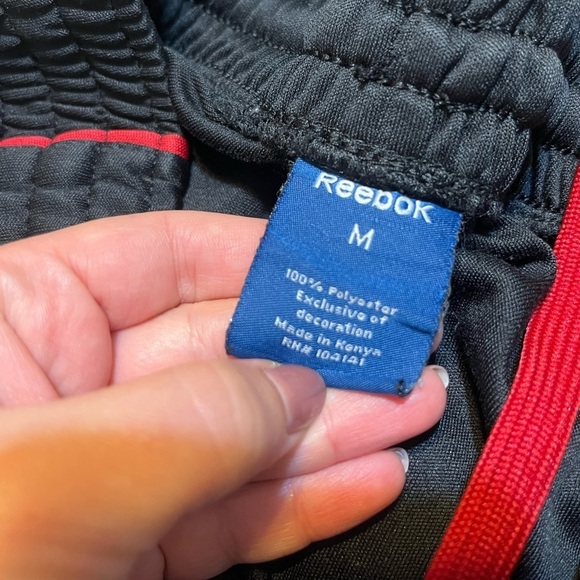 Reebok
M
100% Polyester
Exclusive of
decoration
Made in Kenya
RN# 104141